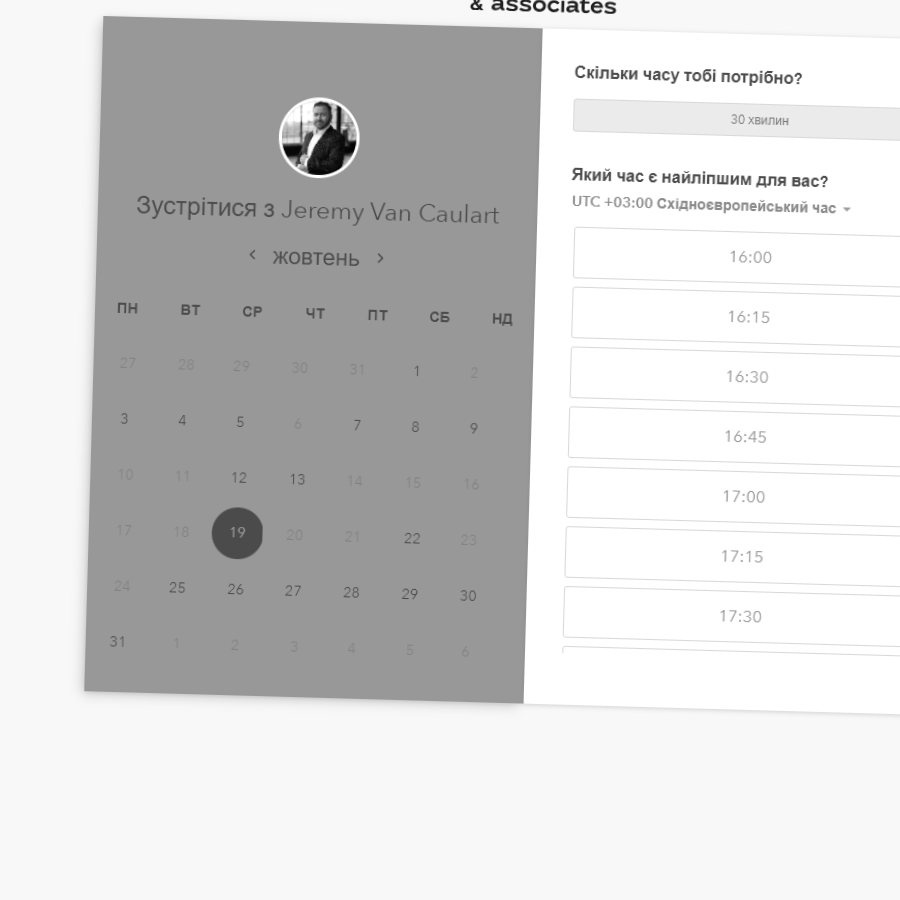 & associates
Зустрітися з Jeremy Van Caulart
жовтень
ПН ВТ СР ЧТ ПТ СБ НД
27 28 29 30 31 1 2
3 4 5 6 7 8 9
10 11 12 13 14 15 16
17 18 19 20 21 22 23
24 25 26 27 28 29 30
31 1 2 3 4 5 6
Скільки часу тобі потрібно?
30 хвилин
Який час є найліпшим для вас?
UTC +03:00 Східноєвропейський час
16:00
16:15
16:30
16:45
17:00
17:15
17:30